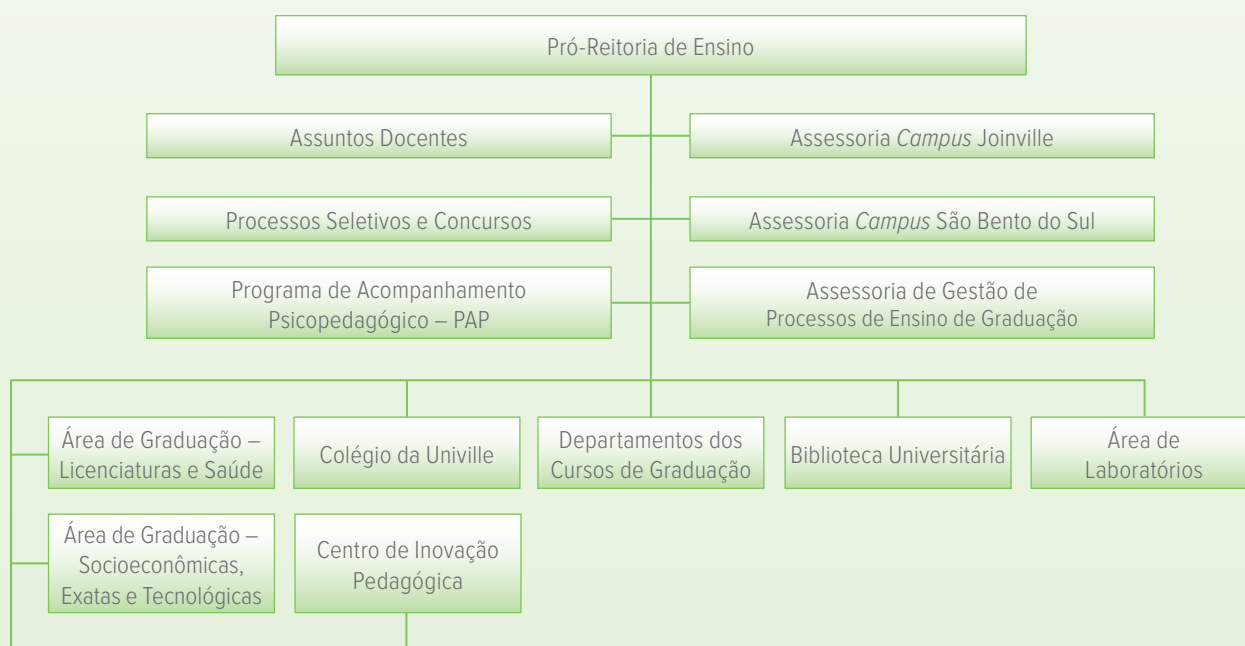 Pró-Reitoria de Ensino
Assuntos Docentes
Assessoria Campus Joinville
Processos Seletivos e Concursos
Assessoria Campus São Bento do Sul
Programa de Acompanhamento
Psicopedagógico – PAP
Assessoria de Gestão de
Processos de Ensino de Graduação
Área de Graduação –
Licenciaturas e Saúde
Colégio da Univille
Departamentos dos
Cursos de Graduação
Biblioteca Universitária
Área de
Laboratórios
Área de Graduação –
Socioeconômicas,
Exatas e Tecnológicas
Centro de Inovação
Pedagógica